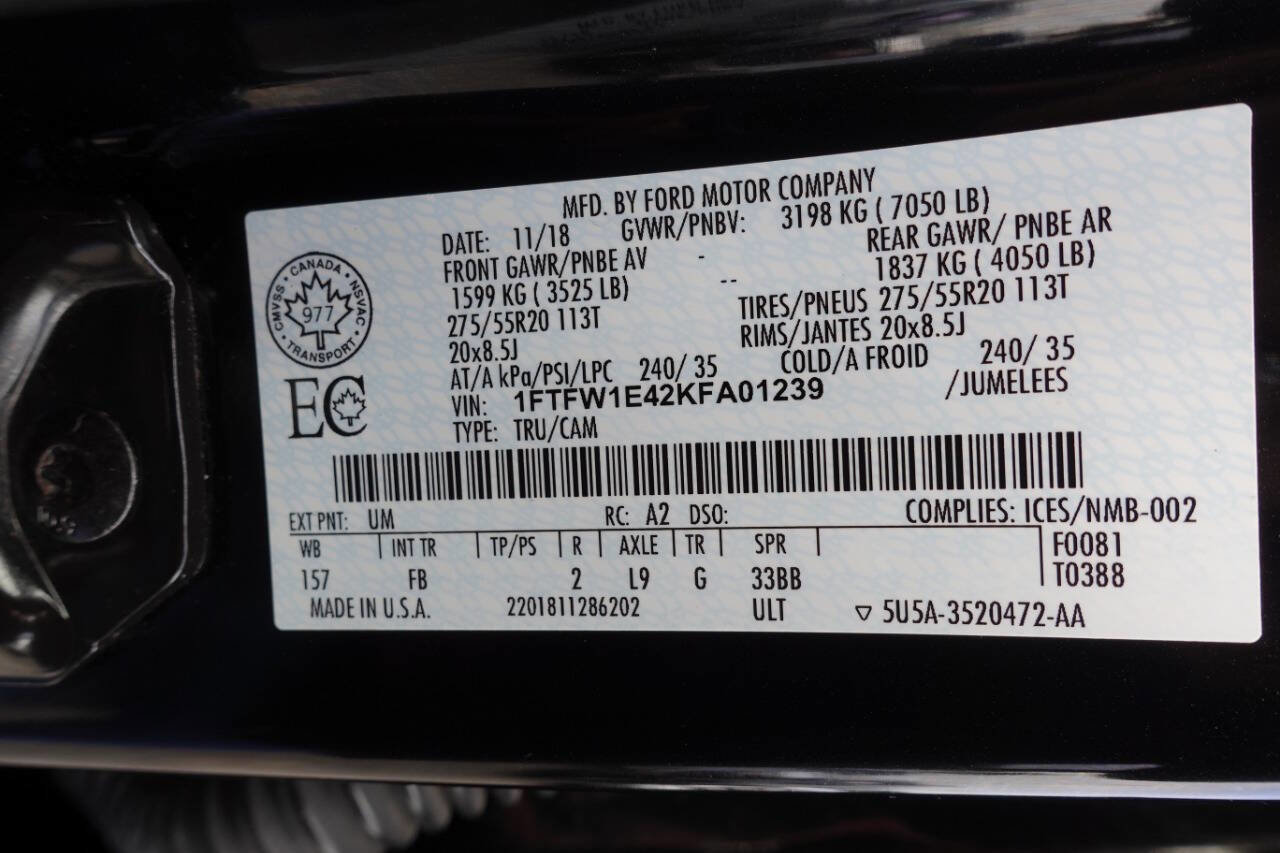 MFD. BY FORD MOTOR COMPANY
DATE: 11/18 GVWR/PNBV: 3198 KG ( 7050 LB)
FRONT GAWR/PNBE AV - REAR GAWR/ PNBE AR
1599 KG ( 3525 LB) -- 1837 KG ( 4050 LB)
275/55R20 113T TIRES/PNEUS 275/55R20 113T
20x8.5J RIMS/JANTES 20x8.5J
AT/A kPa/PSI/LPC 240/ 35 COLD/A FROID 240/ 35
VIN: 1FTFW1E42KFA01239 /JUMELEES
TYPE: TRU/CAM
CANADA
CMVSS • NSVAC
977
TRANSPORT
EC
EXT PNT: UM RC: A2 DSO: COMPLIES: ICES/NMB-002
WB INT TR TP/PS R AXLE TR SPR F0081
157 FB 2 L9 G 33BB T0388
MADE IN U.S.A. 2201811286202 ULT ▽ 5U5A-3520472-AA